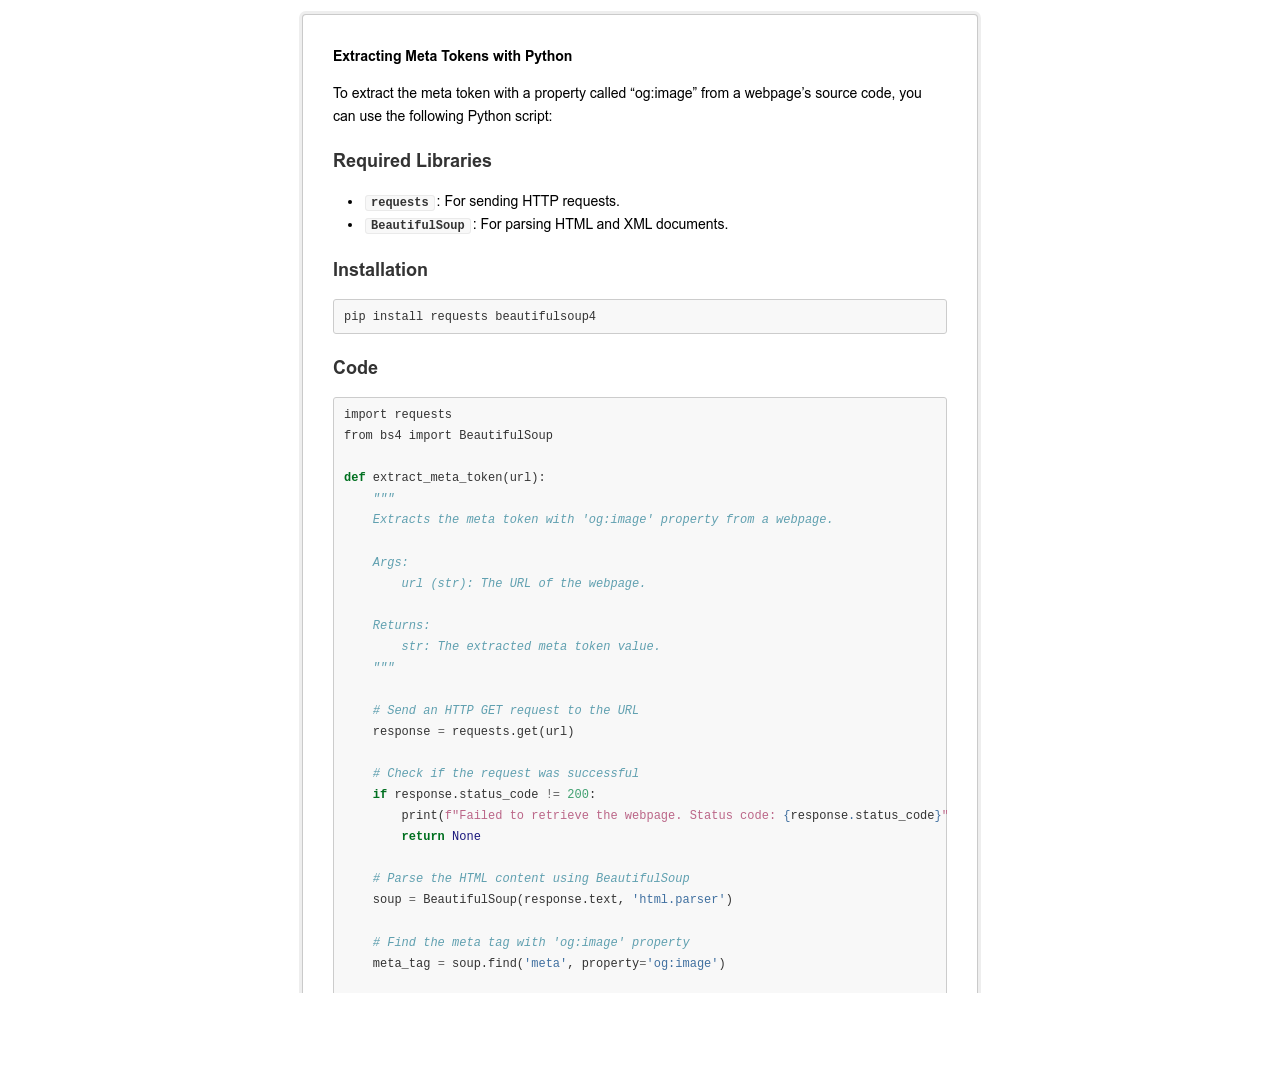 Extracting Meta Tokens with Python
To extract the meta token with a property called “og:image” from a webpage’s source code, you
can use the following Python script:
Required Libraries
• requests : For sending HTTP requests.
• BeautifulSoup : For parsing HTML and XML documents.
Installation
pip install requests beautifulsoup4
Code
import requests
from bs4 import BeautifulSoup

def extract_meta_token(url):
    """
    Extracts the meta token with 'og:image' property from a webpage.

    Args:
        url (str): The URL of the webpage.

    Returns:
        str: The extracted meta token value.
    """

    # Send an HTTP GET request to the URL
    response = requests.get(url)

    # Check if the request was successful
    if response.status_code != 200:
        print(f"Failed to retrieve the webpage. Status code: {response.status_code}"
        return None

    # Parse the HTML content using BeautifulSoup
    soup = BeautifulSoup(response.text, 'html.parser')

    # Find the meta tag with 'og:image' property
    meta_tag = soup.find('meta', property='og:image')